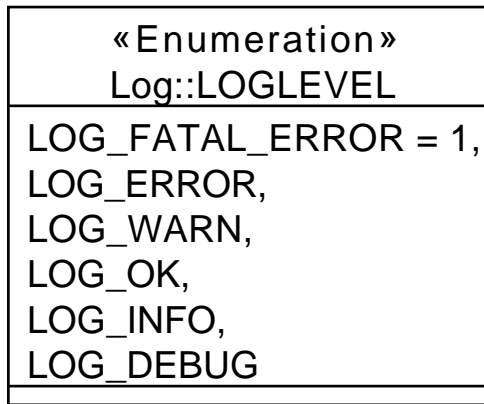 «Enumeration»
Log::LOGLEVEL
LOG_FATAL_ERROR = 1,
LOG_ERROR,
LOG_WARN,
LOG_OK,
LOG_INFO,
LOG_DEBUG